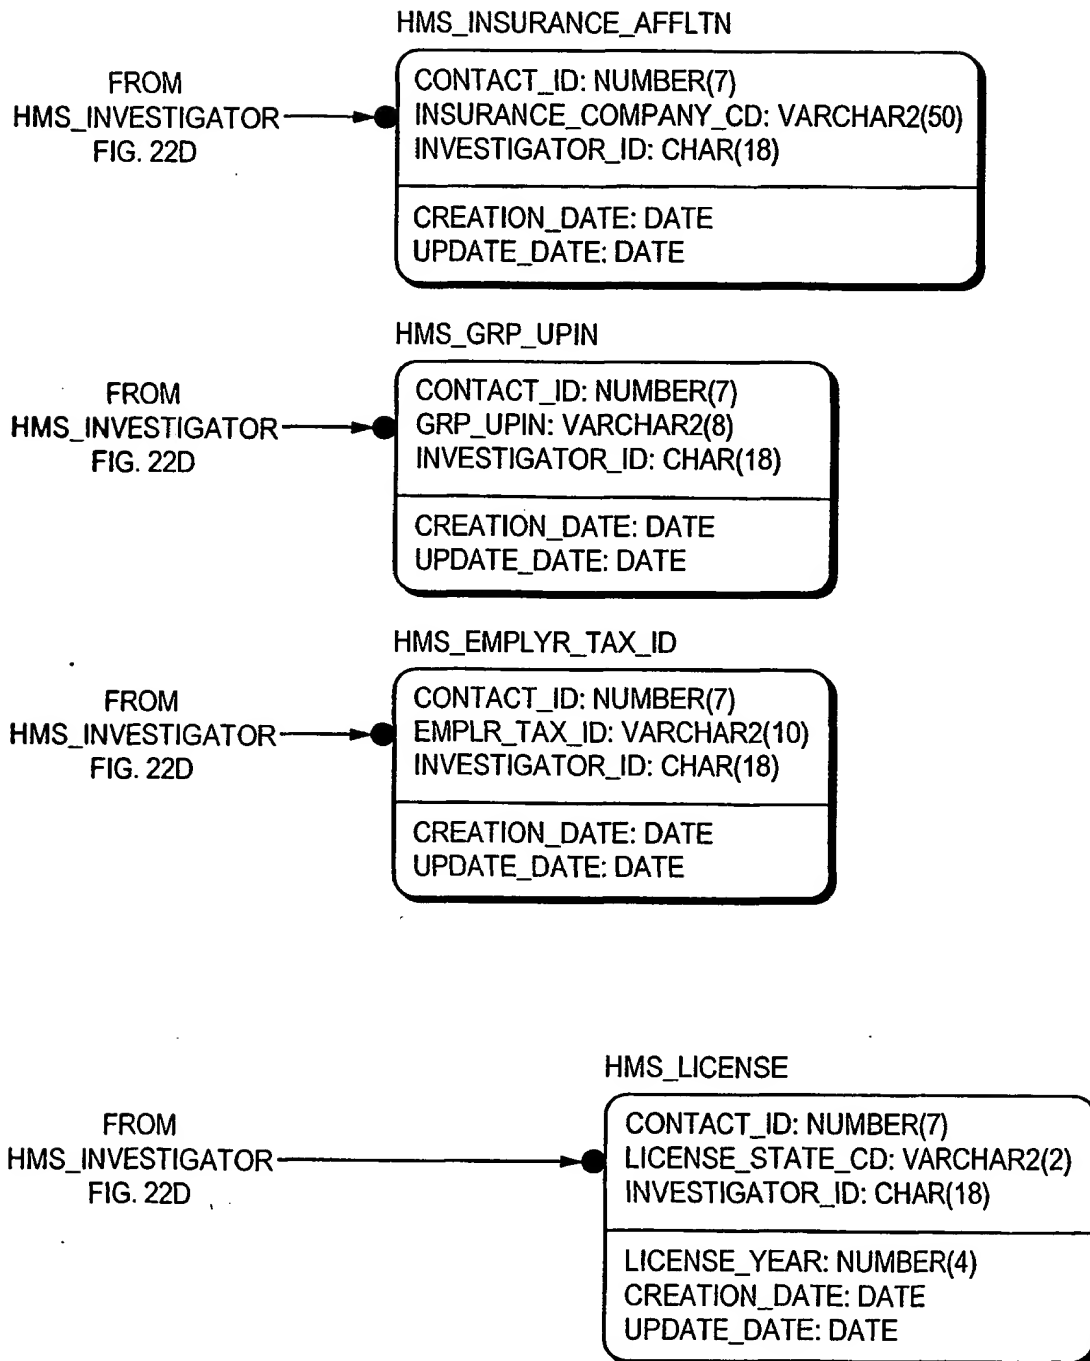 HMS_INSURANCE_AFFLTN
FROM
HMS_INVESTIGATOR
FIG. 22D
CONTACT_ID: NUMBER(7)
INSURANCE_COMPANY_CD: VARCHAR2(50)
INVESTIGATOR_ID: CHAR(18)
CREATION_DATE: DATE
UPDATE_DATE: DATE
HMS_GRP_UPIN
FROM
HMS_INVESTIGATOR
FIG. 22D
CONTACT_ID: NUMBER(7)
GRP_UPIN: VARCHAR2(8)
INVESTIGATOR_ID: CHAR(18)
CREATION_DATE: DATE
UPDATE_DATE: DATE
HMS_EMPLYR_TAX_ID
FROM
HMS_INVESTIGATOR
FIG. 22D
CONTACT_ID: NUMBER(7)
EMPLR_TAX_ID: VARCHAR2(10)
INVESTIGATOR_ID: CHAR(18)
CREATION_DATE: DATE
UPDATE_DATE: DATE
HMS_LICENSE
FROM
HMS_INVESTIGATOR
FIG. 22D
CONTACT_ID: NUMBER(7)
LICENSE_STATE_CD: VARCHAR2(2)
INVESTIGATOR_ID: CHAR(18)
LICENSE_YEAR: NUMBER(4)
CREATION_DATE: DATE
UPDATE_DATE: DATE